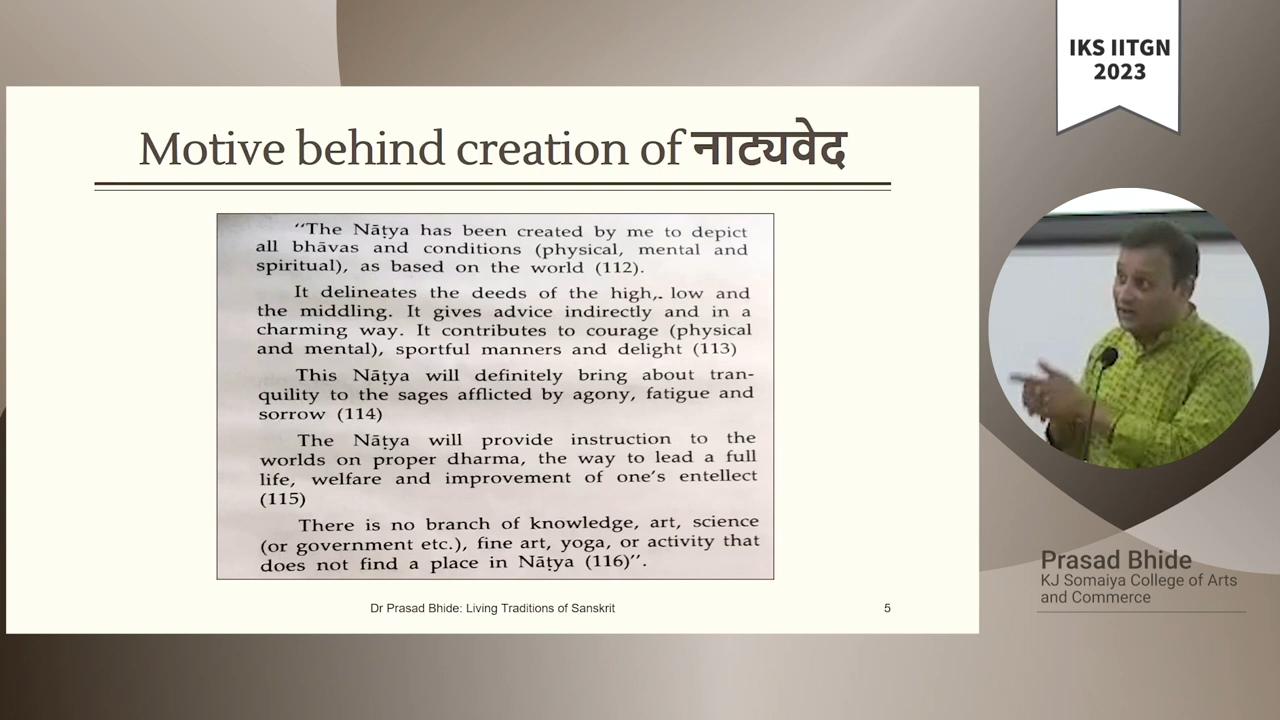 IKS IITGN
2023
Motive behind creation of नाट्यवेद
“The Nāṭya has been created by me to depict
all bhāvas and conditions (physical, mental and
spiritual), as based on the world (112).
It delineates the deeds of the high,. low and
the middling. It gives advice indirectly and in a
charming way. It contributes to courage (physical
and mental), sportful manners and delight (113)
This Nāṭya will definitely bring about tran-
quility to the sages afflicted by agony, fatigue and
sorrow (114)
The Nāṭya will provide instruction to the
worlds on proper dharma, the way to lead a full
life, welfare and improvement of one’s entellect
(115)
There is no branch of knowledge, art, science
(or government etc.), fine art, yoga, or activity that
does not find a place in Nāṭya (116)”.
Dr Prasad Bhide: Living Traditions of Sanskrit
5
Prasad Bhide
KJ Somaiya College of Arts
and Commerce